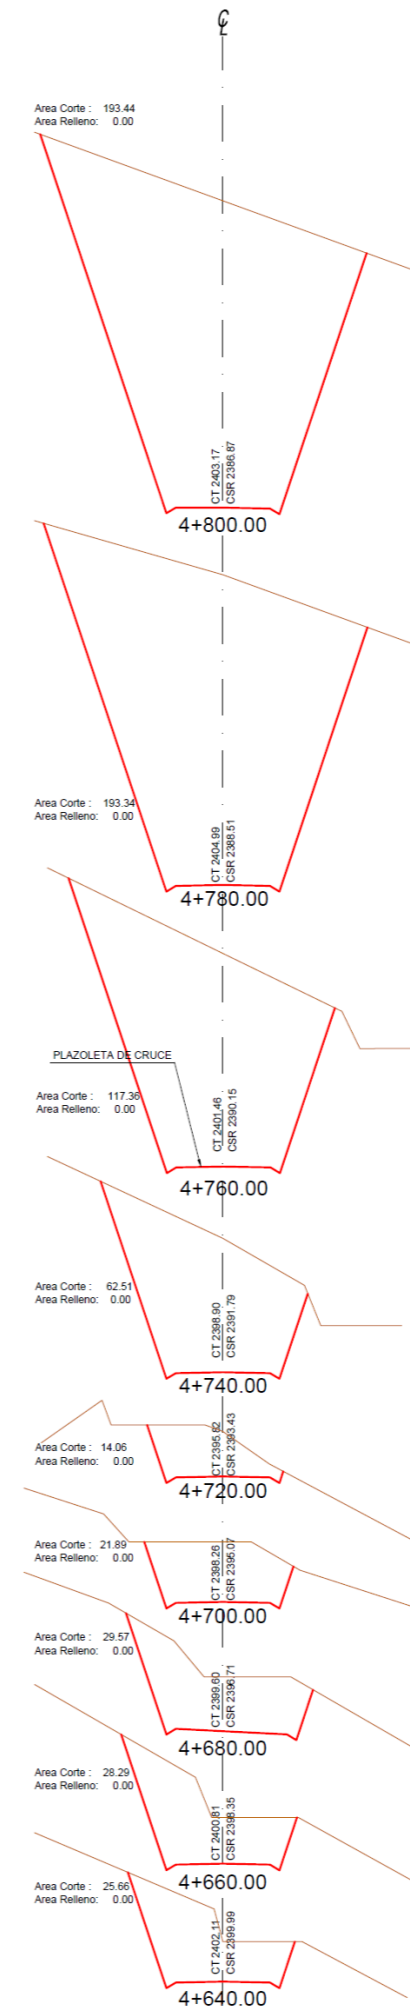 ℄
Area Corte : 193.44
Area Relleno: 0.00
CT 2403.17
CSR 2386.87
4+800.00
Area Corte : 193.34
Area Relleno: 0.00
CT 2404.99
CSR 2388.51
4+780.00
PLAZOLETA DE CRUCE
Area Corte : 117.36
Area Relleno: 0.00
CT 2401.46
CSR 2390.15
4+760.00
Area Corte : 62.51
Area Relleno: 0.00
CT 2398.90
CSR 2391.79
4+740.00
Area Corte : 14.06
Area Relleno: 0.00
CT 2395.82
CSR 2393.43
4+720.00
Area Corte : 21.89
Area Relleno: 0.00
CT 2398.26
CSR 2395.07
4+700.00
Area Corte : 29.57
Area Relleno: 0.00
CT 2399.60
CSR 2396.71
4+680.00
Area Corte : 28.29
Area Relleno: 0.00
CT 2400.81
CSR 2398.35
4+660.00
Area Corte : 25.66
Area Relleno: 0.00
CT 2402.11
CSR 2399.99
4+640.00